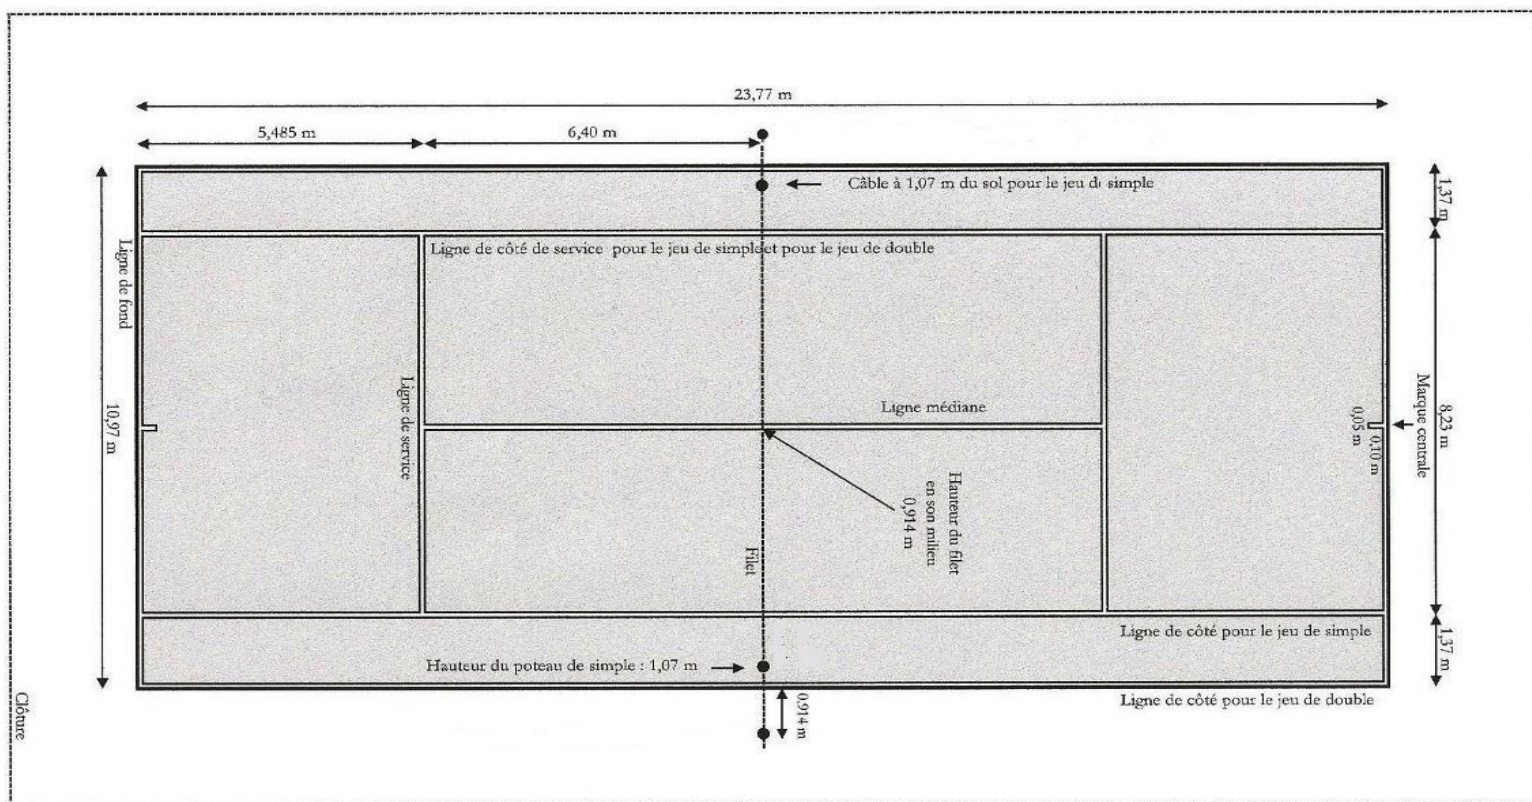 23,77 m
5,485 m
6,40 m
Câble à 1,07 m du sol pour le jeu de simple
1,37 m
Ligne de fond
Ligne de côté de service pour le jeu de simple et pour le jeu de double
10,97 m
Ligne de service
Ligne médiane
0,05 m
0,10 m
Marque centrale
8,23 m
Hauteur du filet
en son milieu
0,914 m
Filet
Ligne de côté pour le jeu de simple
1,37 m
Hauteur du poteau de simple : 1,07 m
0,914 m
Ligne de côté pour le jeu de double
Clôture